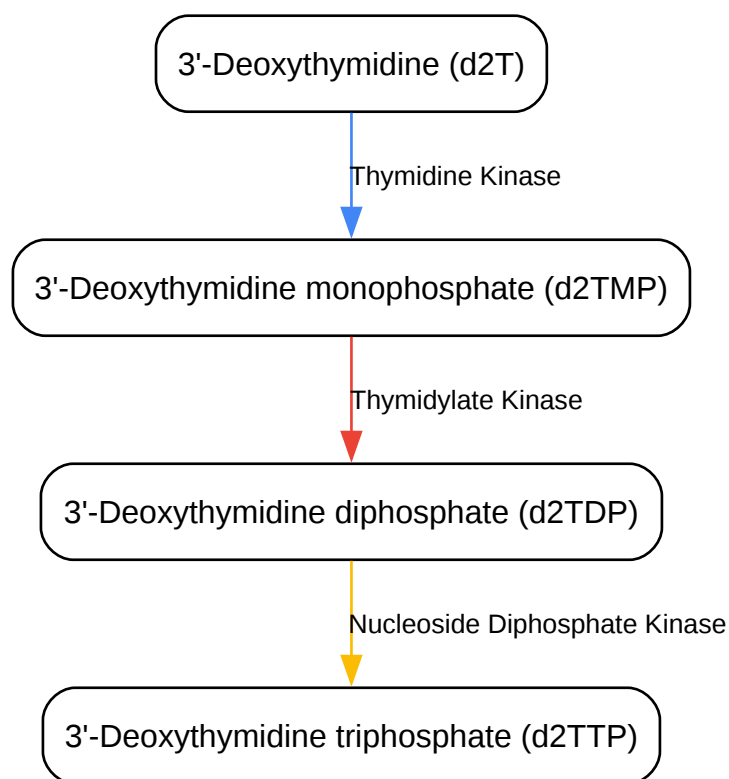 3'-Deoxythymidine (d2T)
Thymidine Kinase
3'-Deoxythymidine monophosphate (d2TMP)
Thymidylate Kinase
3'-Deoxythymidine diphosphate (d2TDP)
Nucleoside Diphosphate Kinase
3'-Deoxythymidine triphosphate (d2TTP)